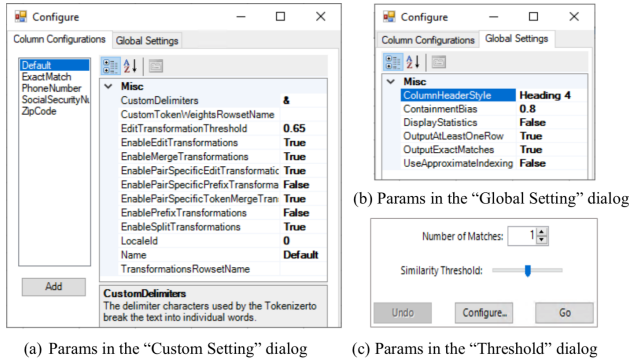 Configure
Column Configurations Global Settings
Default
ExactMatch
PhoneNumber
SocialSecurityNu
ZipCode
Add
Misc
CustomDelimiters &
CustomTokenWeightsRowsetName
EditTransformationThreshold 0.65
EnableEditTransformations True
EnableMergeTransformations True
EnablePairSpecificEditTransformatic True
EnablePairSpecificPrefixTransforma False
EnablePairSpecificTokenMergeTran True
EnablePrefixTransformations False
EnableSplitTransformations True
LocaleId 0
Name Default
TransformationsRowsetName
CustomDelimiters
The delimiter characters used by the Tokenizerto
break the text into individual words.
(a) Params in the “Custom Setting” dialog
Configure
Column Configurations Global Settings
Misc
ColumnHeaderStyle Heading 4
ContainmentBias 0.8
DisplayStatistics False
OutputAtLeastOneRow True
OutputExactMatches True
UseApproximateIndexing False
(b) Params in the “Global Setting” dialog
Number of Matches: 1
Similarity Threshold:
Undo Configure... Go
(c) Params in the “Threshold” dialog